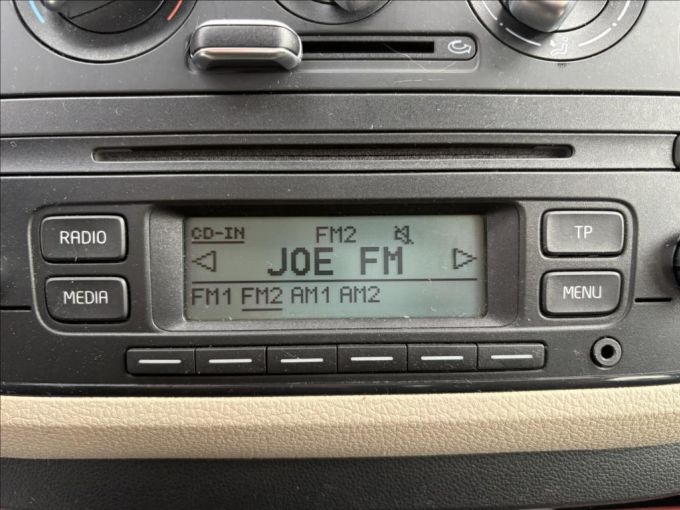 CD-IN FM2
JOE FM
FM1 FM2 AM1 AM2
RADIO
MEDIA
TP
MENU